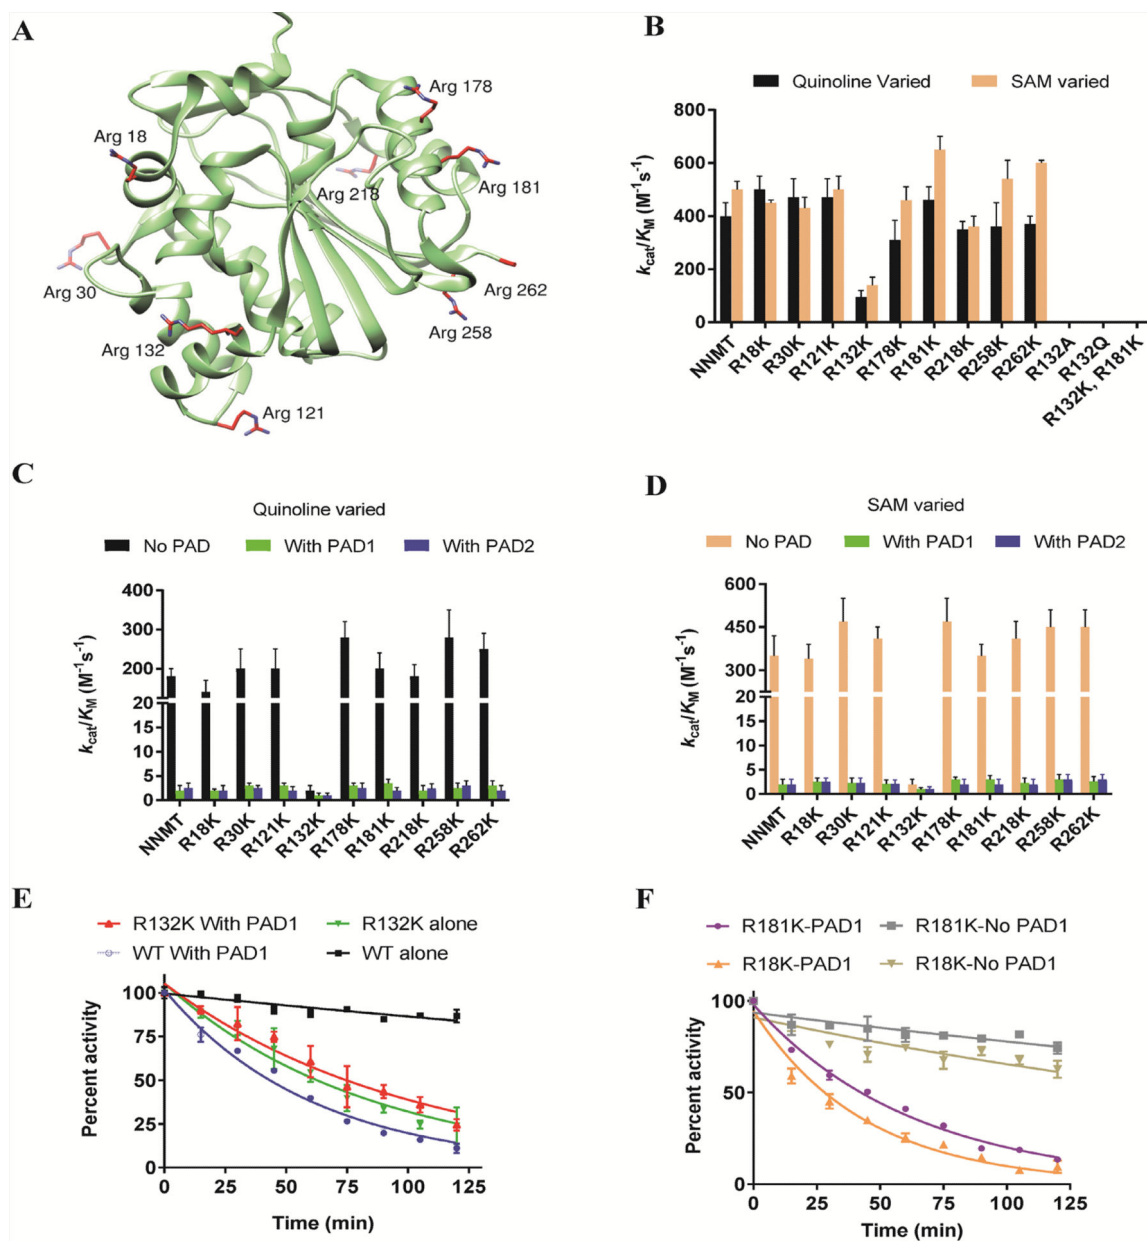 A
Arg 178
Arg 18
Arg 181
Arg 218
Arg 30
Arg 262
Arg 258
Arg 132
Arg 121
B
Quinoline Varied
SAM varied
800
600
400
200
0
kcat/KM (M⁻¹s⁻¹)
NNMT
R18K
R30K
R121K
R132K
R178K
R181K
R218K
R258K
R262K
R132A
R132Q
R132K, R181K
C
Quinoline varied
No PAD
With PAD1
With PAD2
400
300
200
20
15
10
5
0
kcat/KM (M⁻¹s⁻¹)
NNMT
R18K
R30K
R121K
R132K
R178K
R181K
R218K
R258K
R262K
D
SAM varied
No PAD
With PAD1
With PAD2
600
450
300
20
15
10
5
0
kcat/KM (M⁻¹s⁻¹)
NNMT
R18K
R30K
R121K
R132K
R178K
R181K
R218K
R258K
R262K
E
R132K With PAD1
R132K alone
WT With PAD1
WT alone
100
75
50
25
0
Percent activity
0 25 50 75 100 125
Time (min)
F
R181K-PAD1
R181K-No PAD1
R18K-PAD1
R18K-No PAD1
100
75
50
25
0
Percent activity
0 25 50 75 100 125
Time (min)